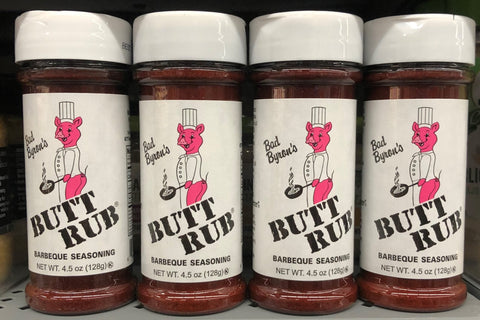 Bad
Byron's
BUTT
RUB®
BARBEQUE SEASONING
NET WT. 4.5 oz (128g)
Bad
Byron's
BUTT
RUB®
BARBEQUE SEASONING
NET WT. 4.5 oz (128g)
Bad
Byron's
BUTT
RUB®
BARBEQUE SEASONING
NET WT. 4.5 oz (128g)
Bad
Byron's
BUTT
RUB®
BARBEQUE SEASONING
NET WT. 4.5 oz (128g)